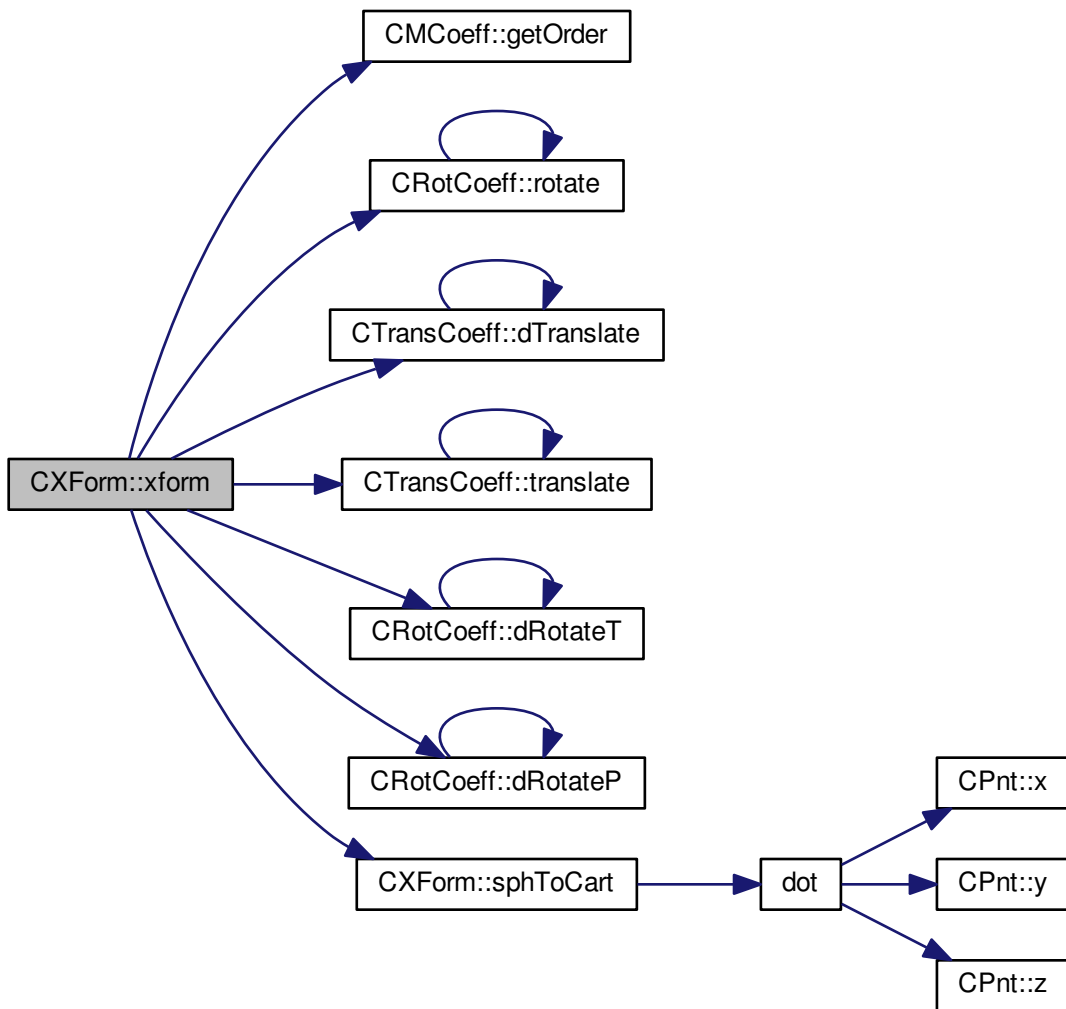 CMCoeff::getOrder
CRotCoeff::rotate
CTransCoeff::dTranslate
CXForm::xform
CTransCoeff::translate
CRotCoeff::dRotateT
CRotCoeff::dRotateP
CPnt::x
CXForm::sphToCart
dot
CPnt::y
CPnt::z